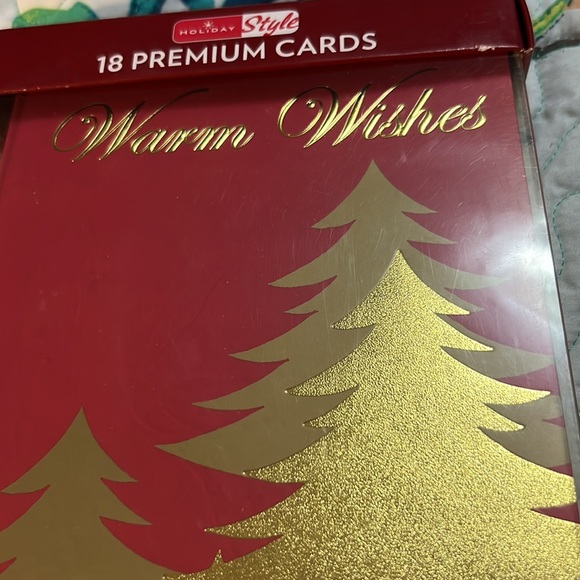 HOLIDAY Style
18 PREMIUM CARDS
Warm Wishes